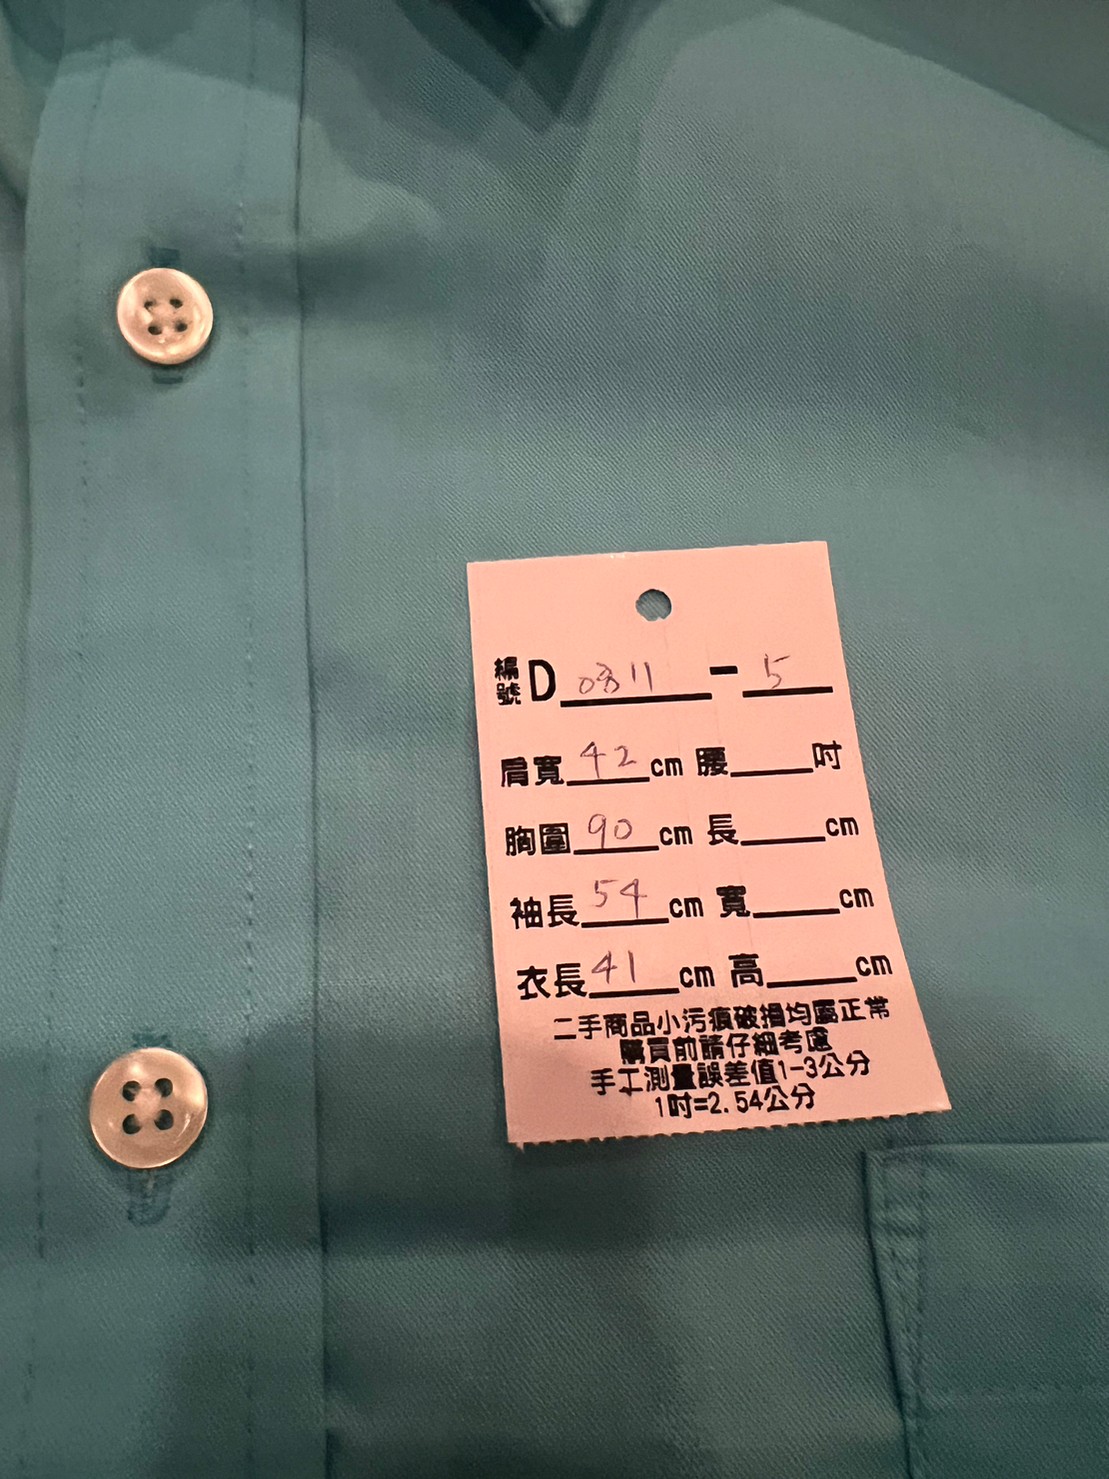 編號D 0811 - 5
肩寬 42 cm 腰 吋
胸圍 90 cm 長 cm
袖長 54 cm 寬 cm
衣長 41 cm 高 cm
二手商品小污痕破損均屬正常
購買前請仔細考慮
手工測量誤差值1-3公分
1吋=2.54公分